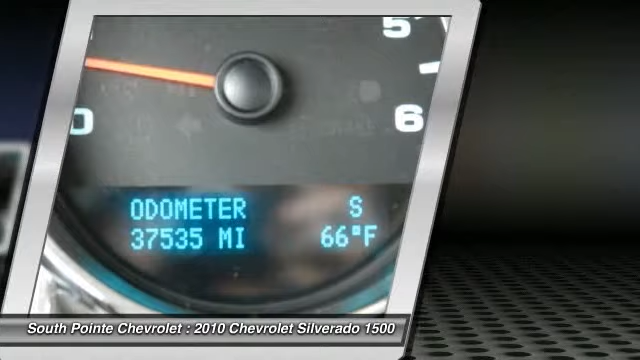 5
0
6
ODOMETER S
37535 MI 66°F
South Pointe Chevrolet : 2010 Chevrolet Silverado 1500